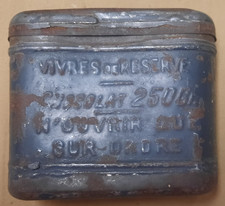 VIVRES DE RESERVE
CHOCOLAT 250 Gr
N'OUVRIR QUE
SUR ORDRE